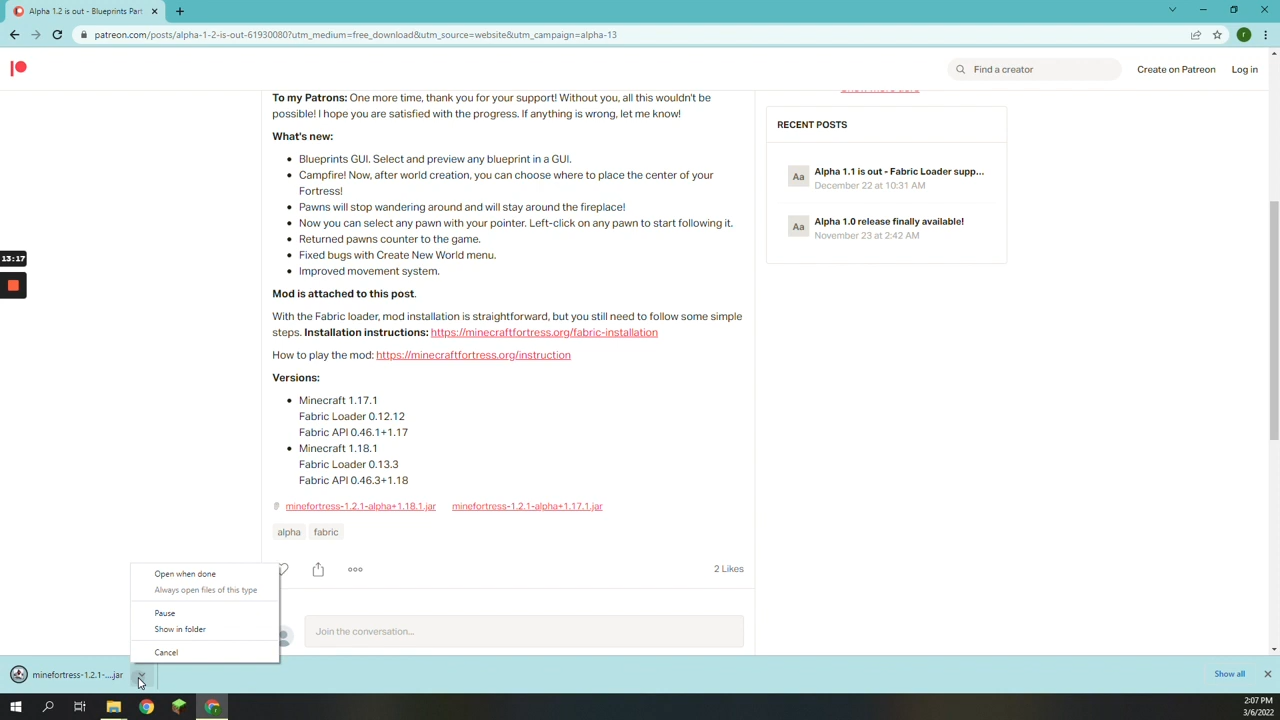 Alpha 1.2 is out - Blueprints Part
patreon.com/posts/alpha-1-2-is-out-61930080?utm_medium=free_download&utm_source=website&utm_campaign=alpha-13
r
Find a creator
Create on Patreon
Log in
To my Patrons: One more time, thank you for your support! Without you, all this wouldn't be
possible! I hope you are satisfied with the progress. If anything is wrong, let me know!
What's new:
Blueprints GUI. Select and preview any blueprint in a GUI.
Campfire! Now, after world creation, you can choose where to place the center of your
Fortress!
Pawns will stop wandering around and will stay around the fireplace!
Now you can select any pawn with your pointer. Left-click on any pawn to start following it.
Returned pawns counter to the game.
Fixed bugs with Create New World menu.
Improved movement system.
Mod is attached to this post.
With the Fabric loader, mod installation is straightforward, but you still need to follow some simple
steps. Installation instructions: https://minecraftfortress.org/fabric-installation
How to play the mod: https://minecraftfortress.org/instruction
Versions:
Minecraft 1.17.1
Fabric Loader 0.12.12
Fabric API 0.46.1+1.17
Minecraft 1.18.1
Fabric Loader 0.13.3
Fabric API 0.46.3+1.18
minefortress-1.2.1-alpha+1.18.1.jar minefortress-1.2.1-alpha+1.17.1.jar
alpha fabric
2 Likes
Join the conversation...
RECENT POSTS
Aa Alpha 1.1 is out - Fabric Loader supp...
December 22 at 10:31 AM
Aa Alpha 1.0 release finally available!
November 23 at 2:42 AM
13:17
Open when done
Always open files of this type
Pause
Show in folder
Cancel
minefortress-1.2.1-....jar
Show all
2:07 PM
3/6/2022